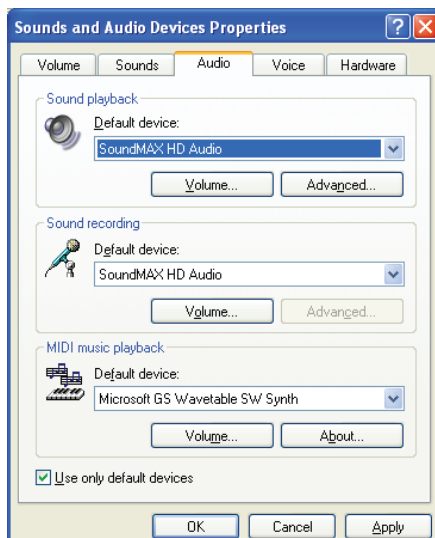 Sounds and Audio Devices Properties
Volume Sounds Audio Voice Hardware
Sound playback
Default device:
SoundMAX HD Audio
Volume... Advanced...
Sound recording
Default device:
SoundMAX HD Audio
Volume... Advanced...
MIDI music playback
Default device:
Microsoft GS Wavetable SW Synth
Volume... About...
Use only default devices
OK Cancel Apply